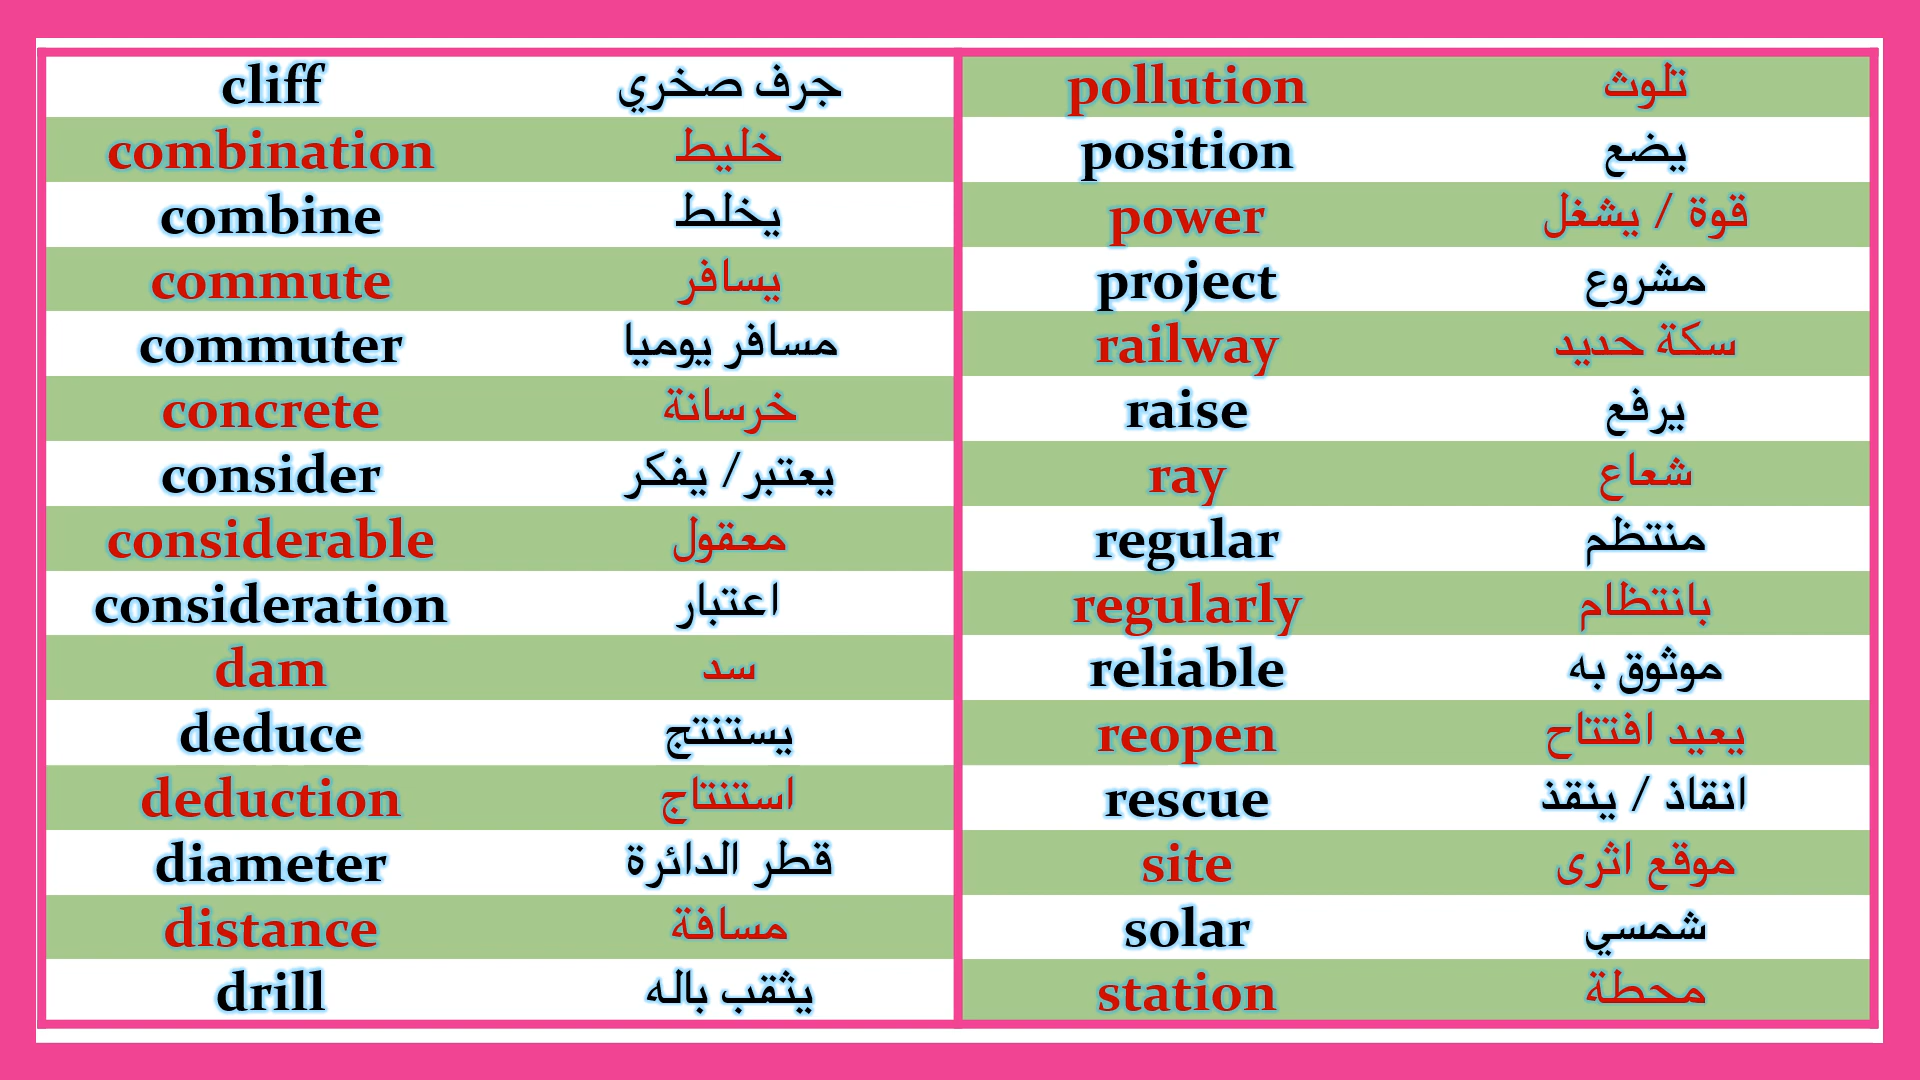 cliff جرف صخري
combination خليط
combine يخلط
commute يسافر
commuter مسافر يوميا
concrete خرسانة
consider يعتبر/ يفكر
considerable معقول
consideration اعتبار
dam سد
deduce يستنتج
deduction استنتاج
diameter قطر الدائرة
distance مسافة
drill يثقب باله
pollution تلوث
position يضع
power قوة / يشغل
project مشروع
railway سكة حديد
raise يرفع
ray شعاع
regular منتظم
regularly بانتظام
reliable موثوق به
reopen يعيد افتتاح
rescue انقاذ / ينقذ
site موقع اثرى
solar شمسي
station محطة